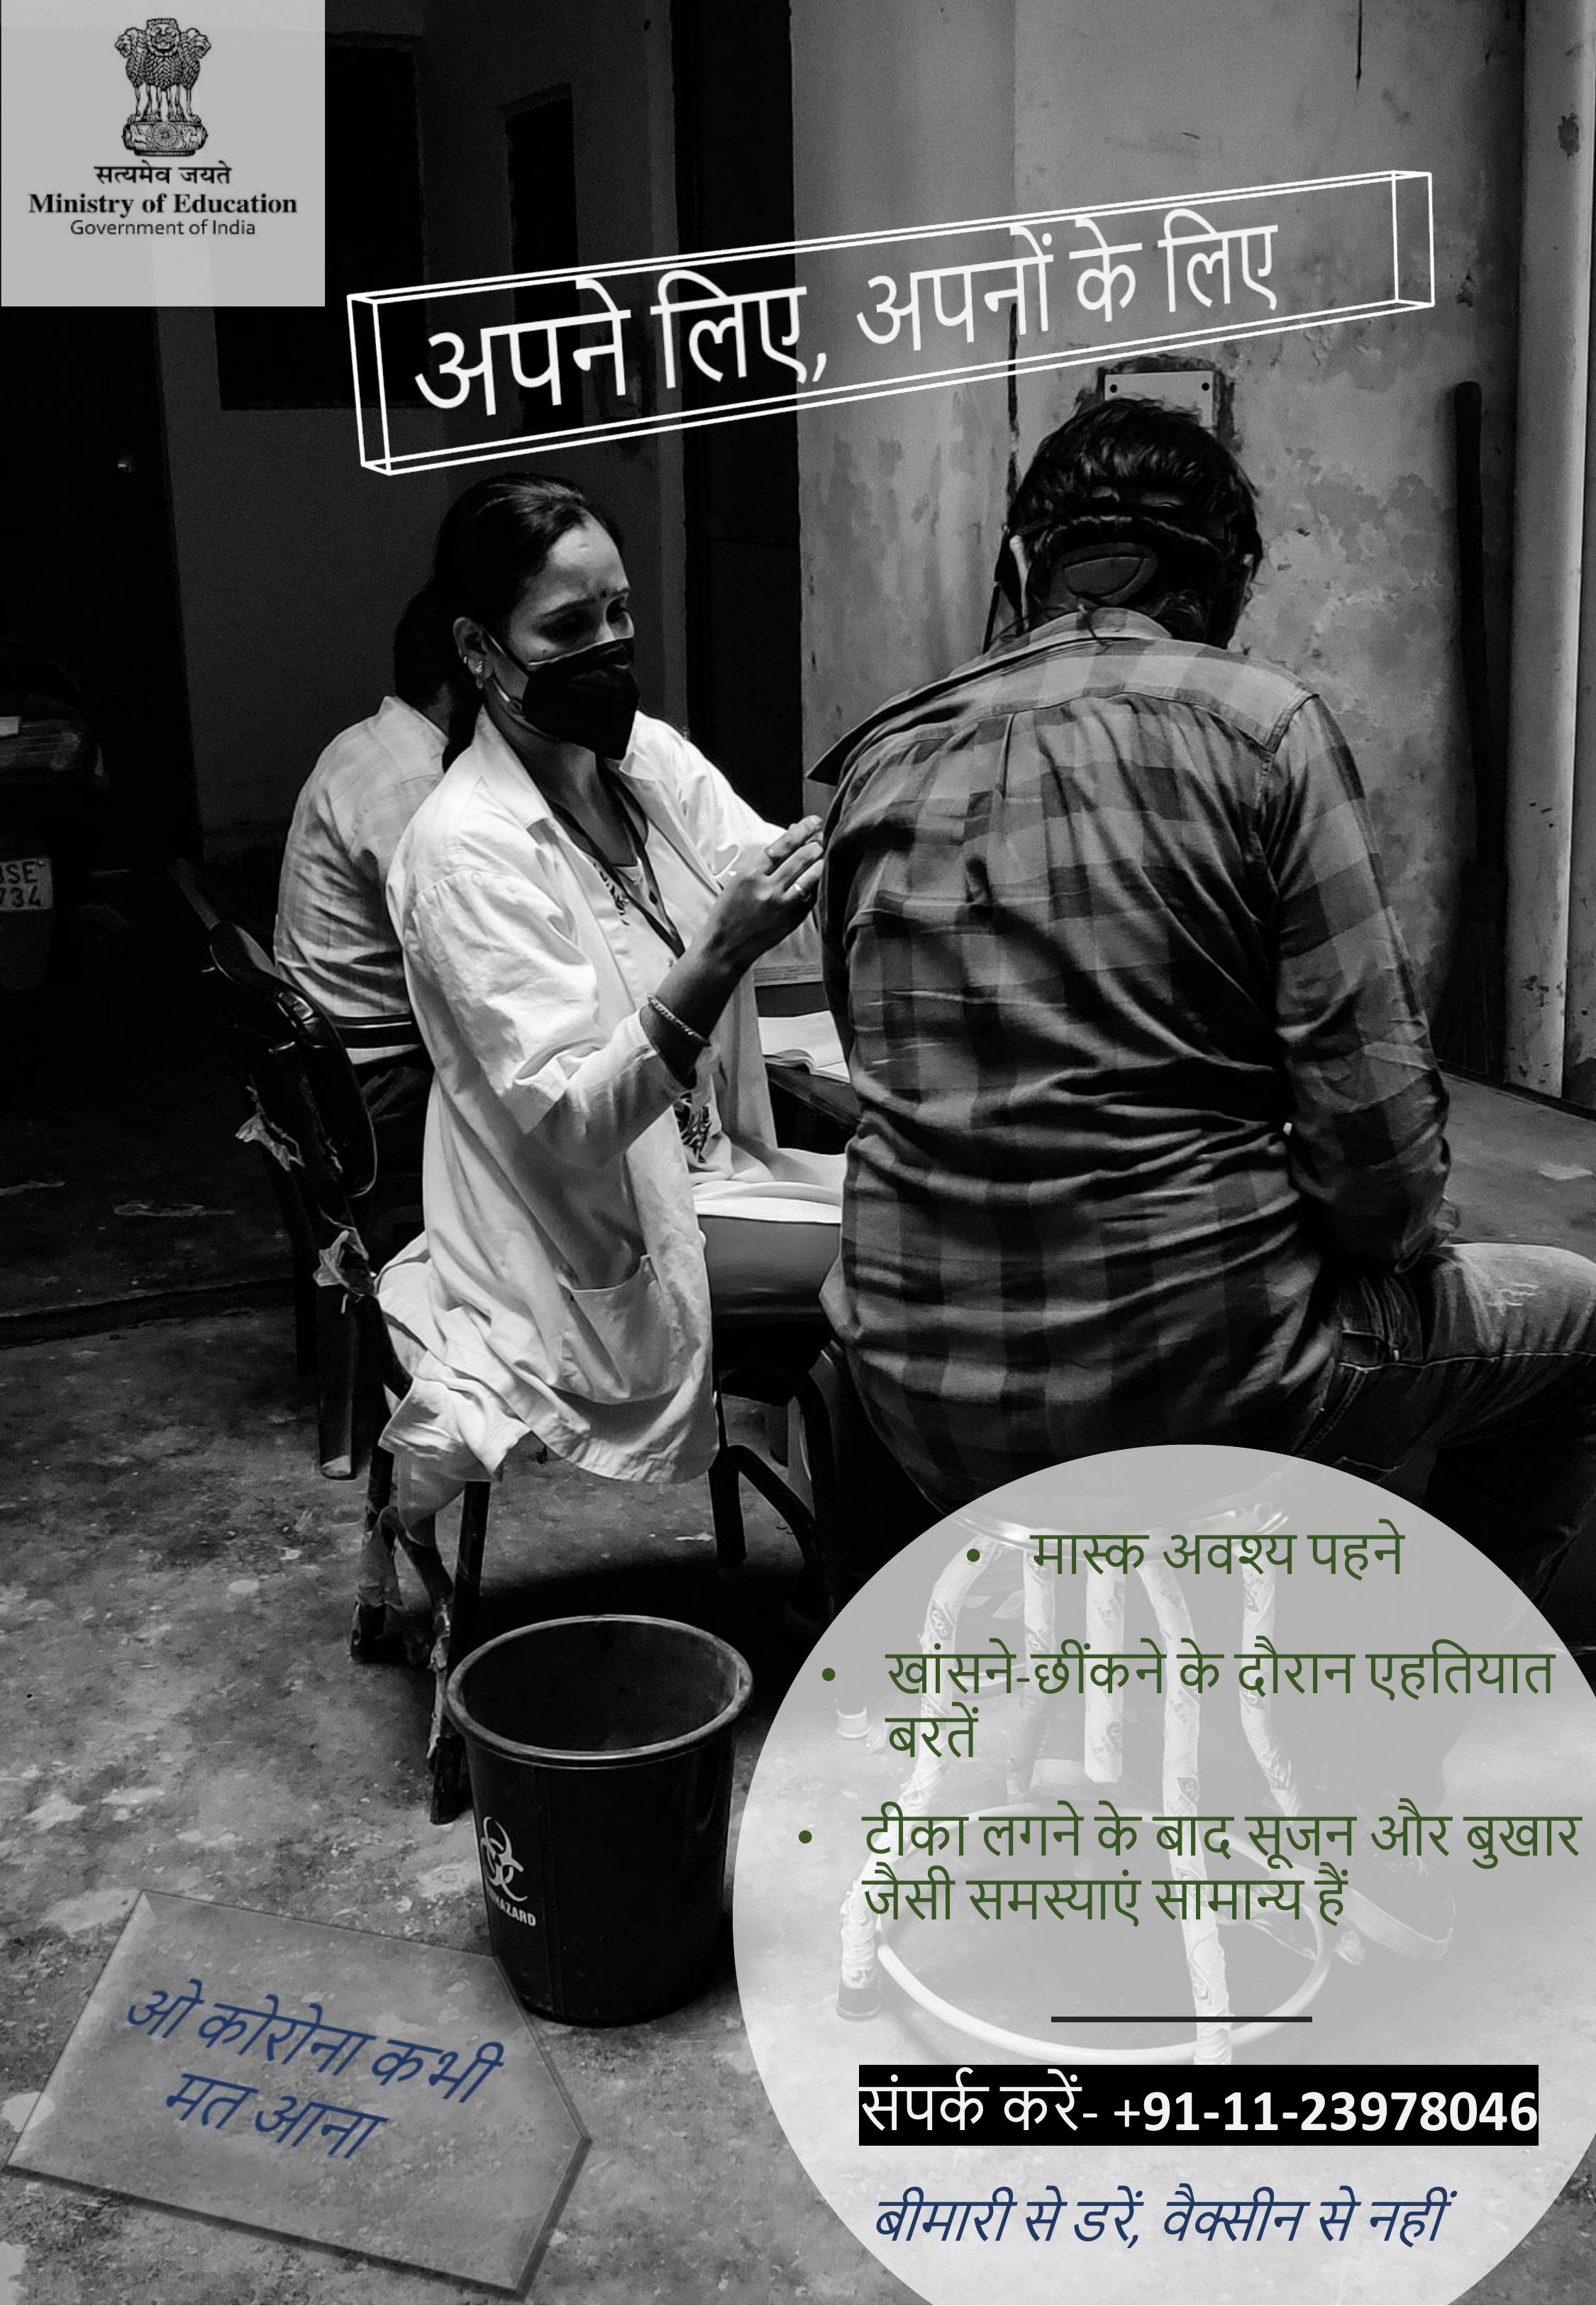 सत्यमेव जयते
Ministry of Education
Government of India
अपने लिए, अपनों के लिए
734
• मास्क अवश्य पहने
• खांसने-छींकने के दौरान एहतियात
बरतें
• टीका लगने के बाद सूजन और बुखार
जैसी समस्याएं सामान्य हैं
ओ कोरोना कभी
मत आना
संपर्क करें- +91-11-23978046
बीमारी से डरें, वैक्सीन से नहीं